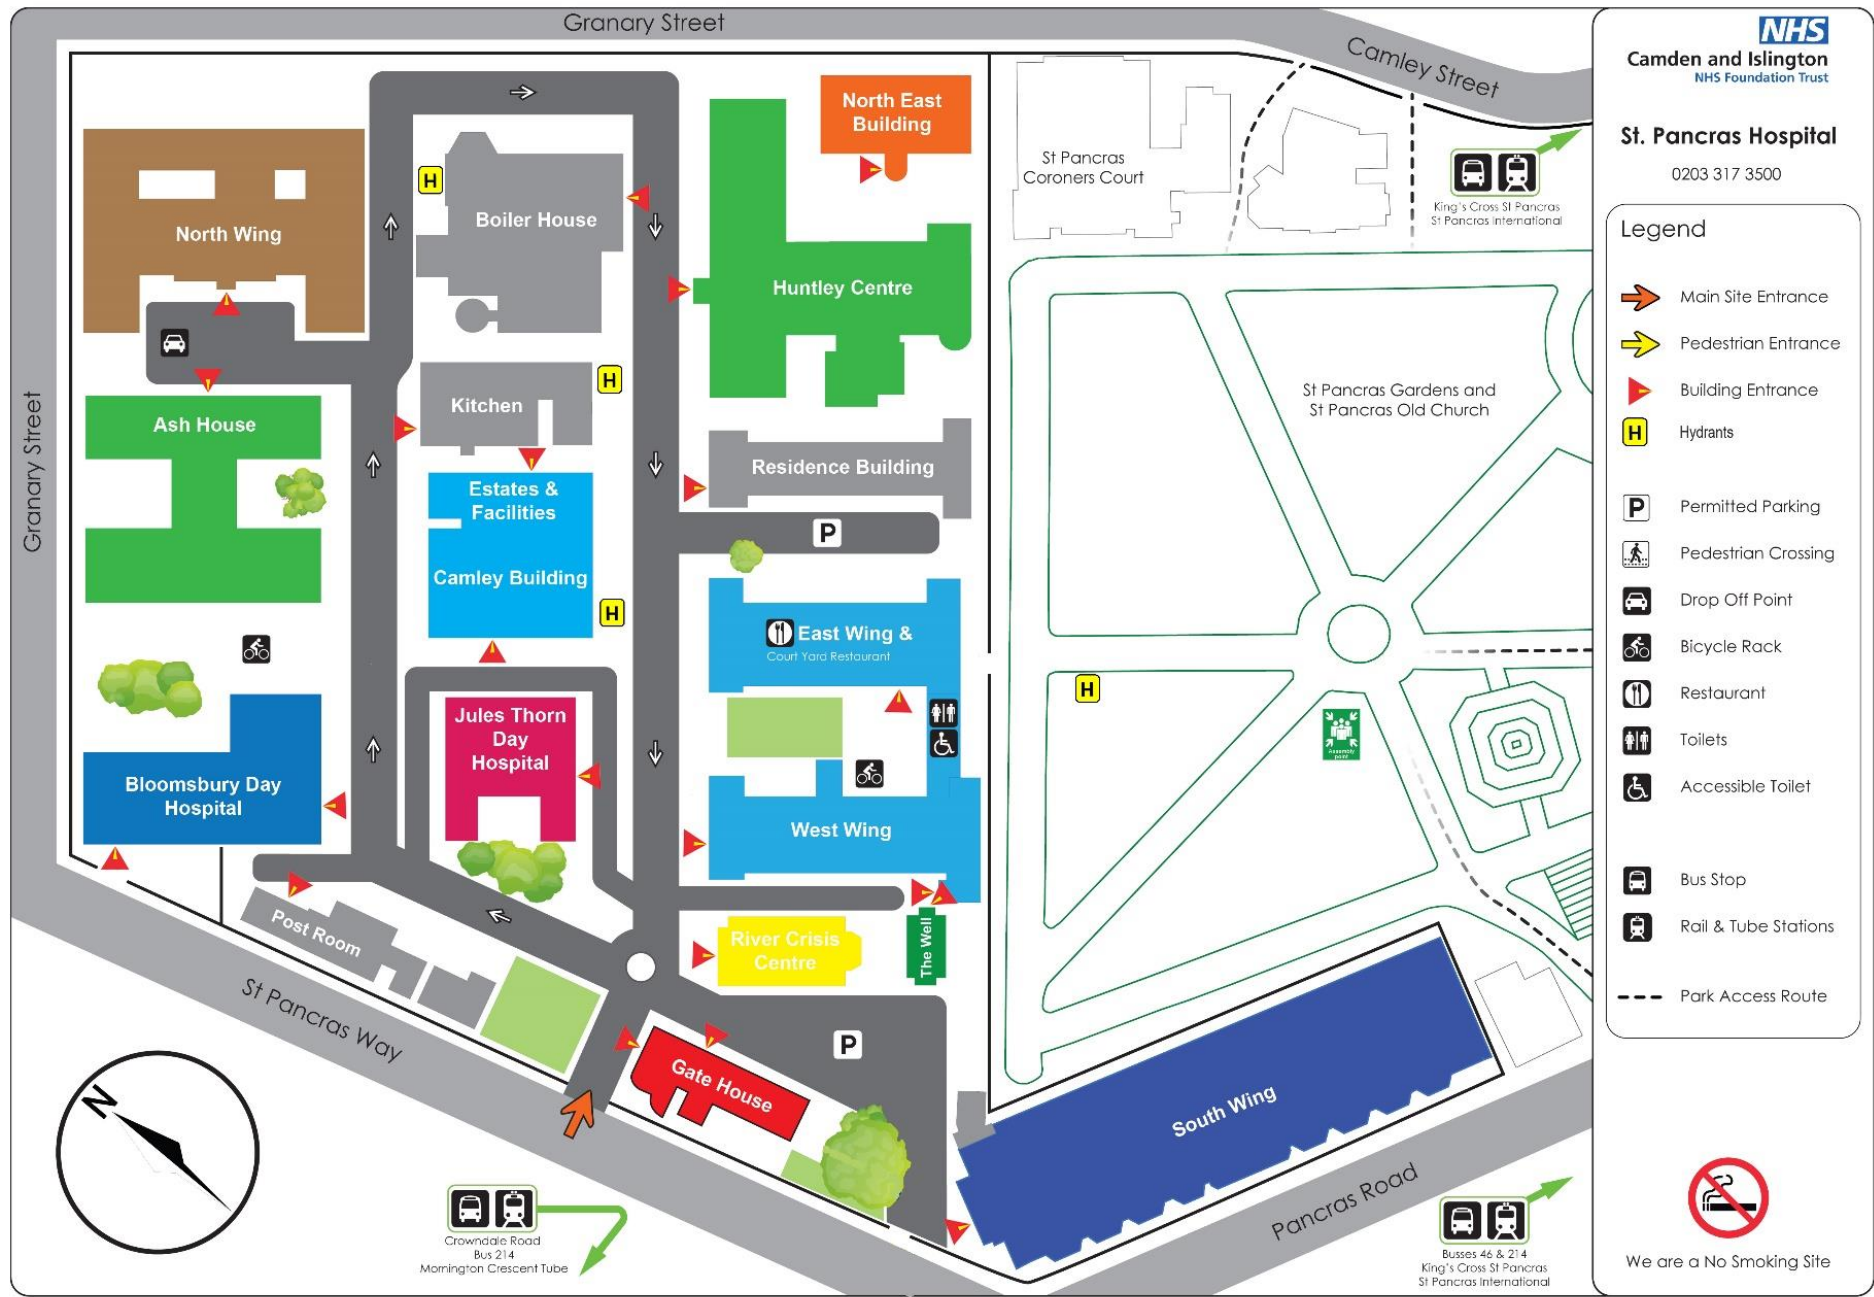 Granary Street
Camley Street
NHS
Camden and Islington
NHS Foundation Trust
St. Pancras Hospital
0203 317 3500
Legend
Main Site Entrance
Pedestrian Entrance
Building Entrance
H
Hydrants
P
Permitted Parking
Pedestrian Crossing
Drop Off Point
Bicycle Rack
Restaurant
Toilets
Accessible Toilet
Bus Stop
Rail & Tube Stations
Park Access Route
We are a No Smoking Site
North East
Building
St Pancras
Coroners Court
King's Cross St Pancras
St Pancras International
North Wing
H
Boiler House
Huntley Centre
Granary Street
Ash House
Kitchen
H
St Pancras Gardens and
St Pancras Old Church
Estates &
Facilities
Camley Building
H
Residence Building
P
East Wing &
Court Yard Restaurant
H
Assembly
point
Jules Thorn
Day
Hospital
Bloomsbury Day
Hospital
West Wing
Post Room
River Crisis
Centre
The Well
St Pancras Way
Gate House
P
South Wing
Pancras Road
N
Crowndale Road
Bus 214
Mornington Crescent Tube
Busses 46 & 214
King's Cross St Pancras
St Pancras International